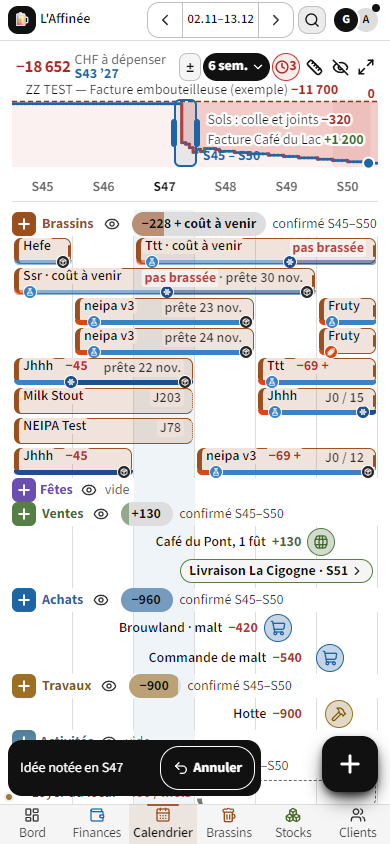 L'Affinée
02.11–13.12
G
A
−18 652 CHF à dépenser
S43 ’27
±
6 sem.
3
ZZ TEST — Facture embouteilleuse (exemple) −11 700
0
Sols : colle et joints −320
Facture Café du Lac +1 200
S45 – S50
S45 S46 S47 S48 S49 S50
Brassins −228 + coût à venir confirmé S45–S50
Hefe Ttt · coût à venir pas brassée
Ssr · coût à venir pas brassée · prête 30 nov.
neipa v3 prête 23 nov. Fruty
neipa v3 prête 24 nov. Fruty
Jhhh −45 prête 22 nov. Ttt −69 +
Milk Stout J203 Jhhh J0 / 15
NEIPA Test J78
Jhhh −45 neipa v3 −69 + J0 / 12
Fêtes vide
Ventes +130 confirmé S45–S50
Café du Pont, 1 fût +130
Livraison La Cigogne · S51
Achats −960 confirmé S45–S50
Brouwland · malt −420
Commande de malt −540
Travaux −900 confirmé S45–S50
Hotte −900
Idée notée en S47 Annuler
–S50
Bord Finances Calendrier Brassins Stocks Clients